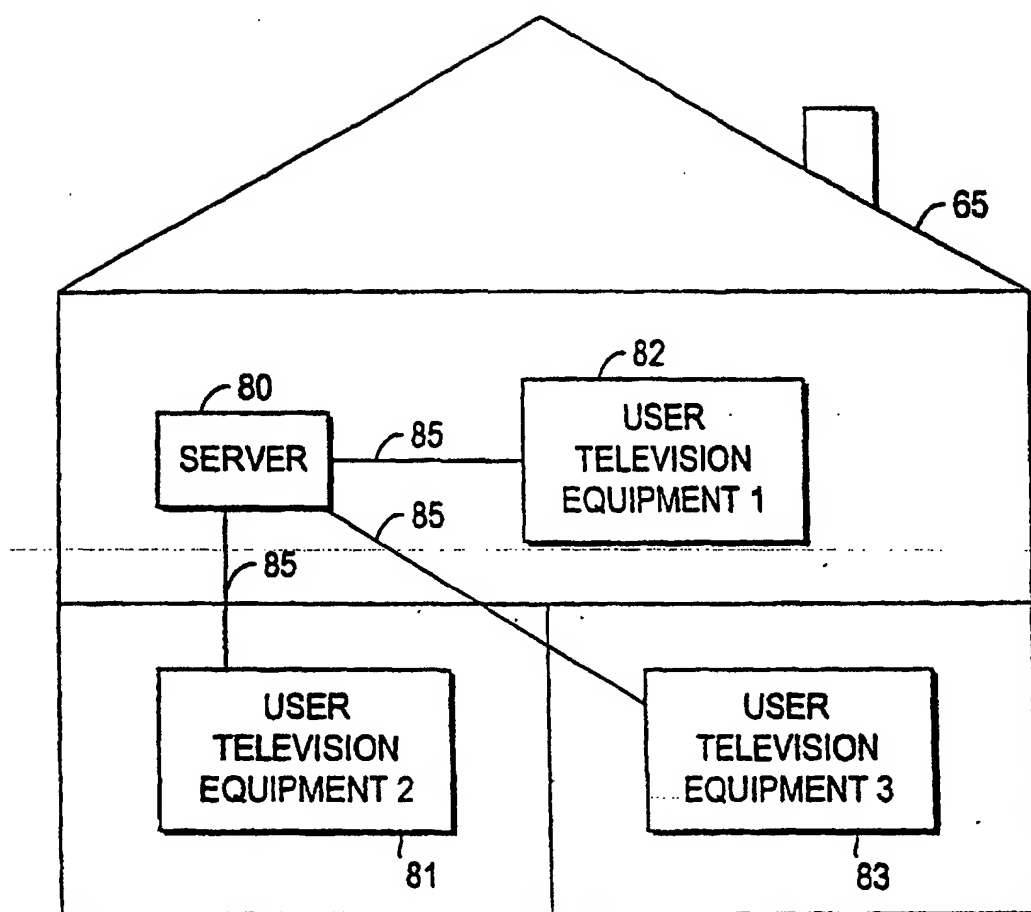 65
82
80
USER
TELEVISION
EQUIPMENT 1
85
SERVER
85
85
USER
TELEVISION
EQUIPMENT 2
USER
TELEVISION
EQUIPMENT 3
81
83